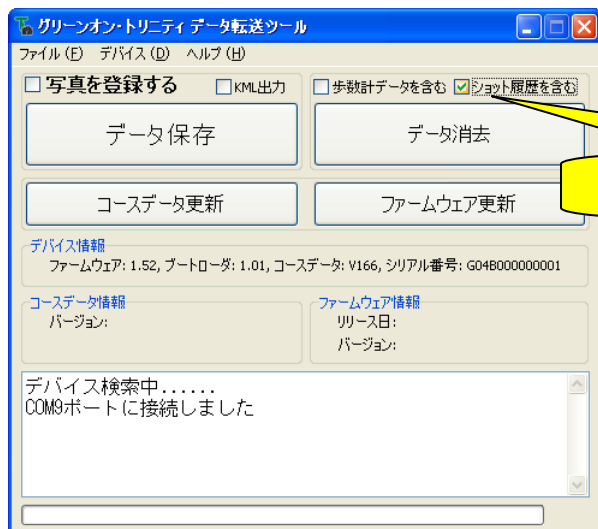 グリーンオン・トリニティ データ転送ツール
ファイル(F) デバイス(D) ヘルプ(H)
写真を登録する KML出力 歩数計データを含む ショット履歴を含む
データ保存 データ消去
コースデータ更新 ファームウェア更新
デバイス情報
ファームウェア: 1.52, ブートローダ: 1.01, コースデータ: V166, シリアル番号: G04B000000001
コースデータ情報 ファームウェア情報
バージョン: リリース日:
バージョン:
デバイス検索中......
COM9ポートに接続しました